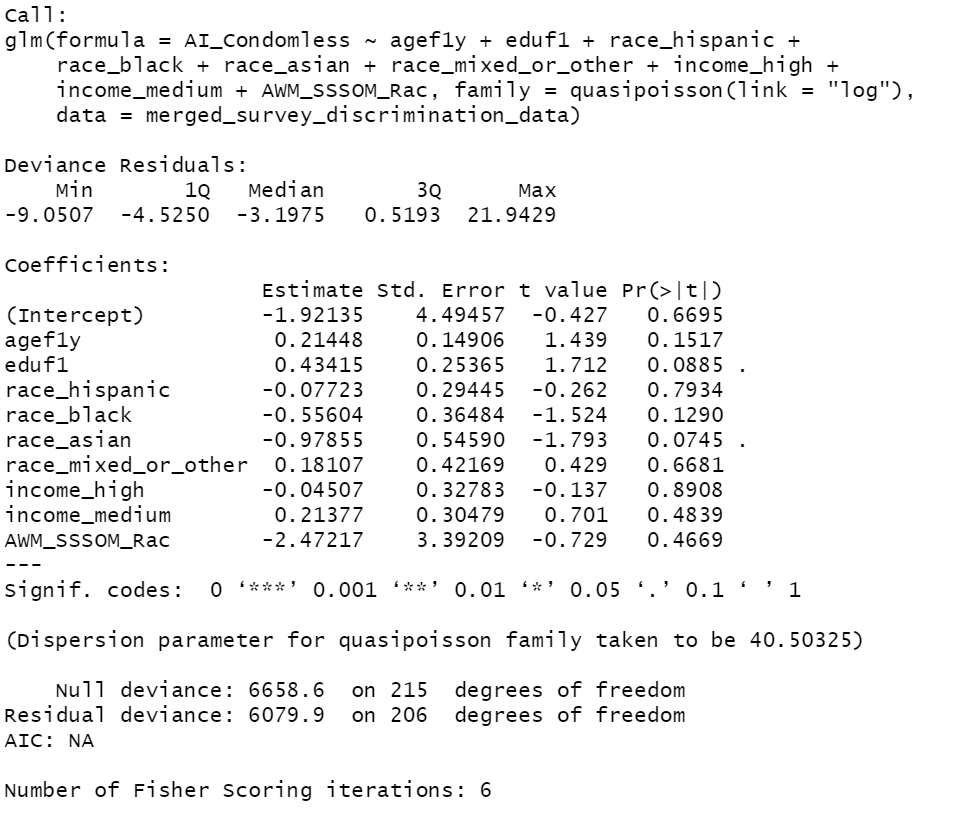 Call:
glm(formula = AI_Condomless ~ agef1y + eduf1 + race_hispanic +
    race_black + race_asian + race_mixed_or_other + income_high +
    income_medium + AWM_SSSOM_Rac, family = quasipoisson(link = "log"),
    data = merged_survey_discrimination_data)

Deviance Residuals:
    Min       1Q   Median       3Q      Max
-9.0507  -4.5250  -3.1975   0.5193  21.9429

Coefficients:
                    Estimate Std. Error t value Pr(>|t|)
(Intercept)         -1.92135    4.49457  -0.427   0.6695
agef1y               0.21448    0.14906   1.439   0.1517
eduf1                0.43415    0.25365   1.712   0.0885 .
race_hispanic       -0.07723    0.29445  -0.262   0.7934
race_black          -0.55604    0.36484  -1.524   0.1290
race_asian          -0.97855    0.54590  -1.793   0.0745 .
race_mixed_or_other  0.18107    0.42169   0.429   0.6681
income_high         -0.04507    0.32783  -0.137   0.8908
income_medium        0.21377    0.30479   0.701   0.4839
AWM_SSSOM_Rac       -2.47217    3.39209  -0.729   0.4669
---
Signif. codes:  0 ‘***’ 0.001 ‘**’ 0.01 ‘*’ 0.05 ‘.’ 0.1 ‘ ’ 1

(Dispersion parameter for quasipoisson family taken to be 40.50325)

    Null deviance: 6658.6  on 215  degrees of freedom
Residual deviance: 6079.9  on 206  degrees of freedom
AIC: NA

Number of Fisher Scoring iterations: 6